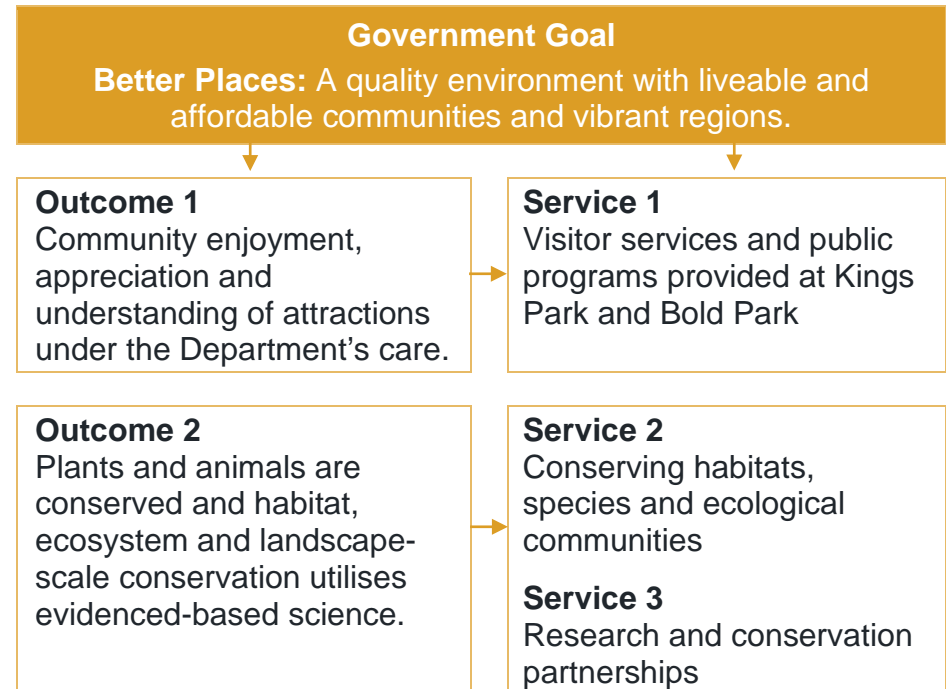 Government Goal
Better Places: A quality environment with liveable and
affordable communities and vibrant regions.
Outcome 1
Community enjoyment,
appreciation and
understanding of attractions
under the Department’s care.
Service 1
Visitor services and public
programs provided at Kings
Park and Bold Park
Outcome 2
Plants and animals are
conserved and habitat,
ecosystem and landscape-
scale conservation utilises
evidenced-based science.
Service 2
Conserving habitats,
species and ecological
communities
Service 3
Research and conservation
partnerships